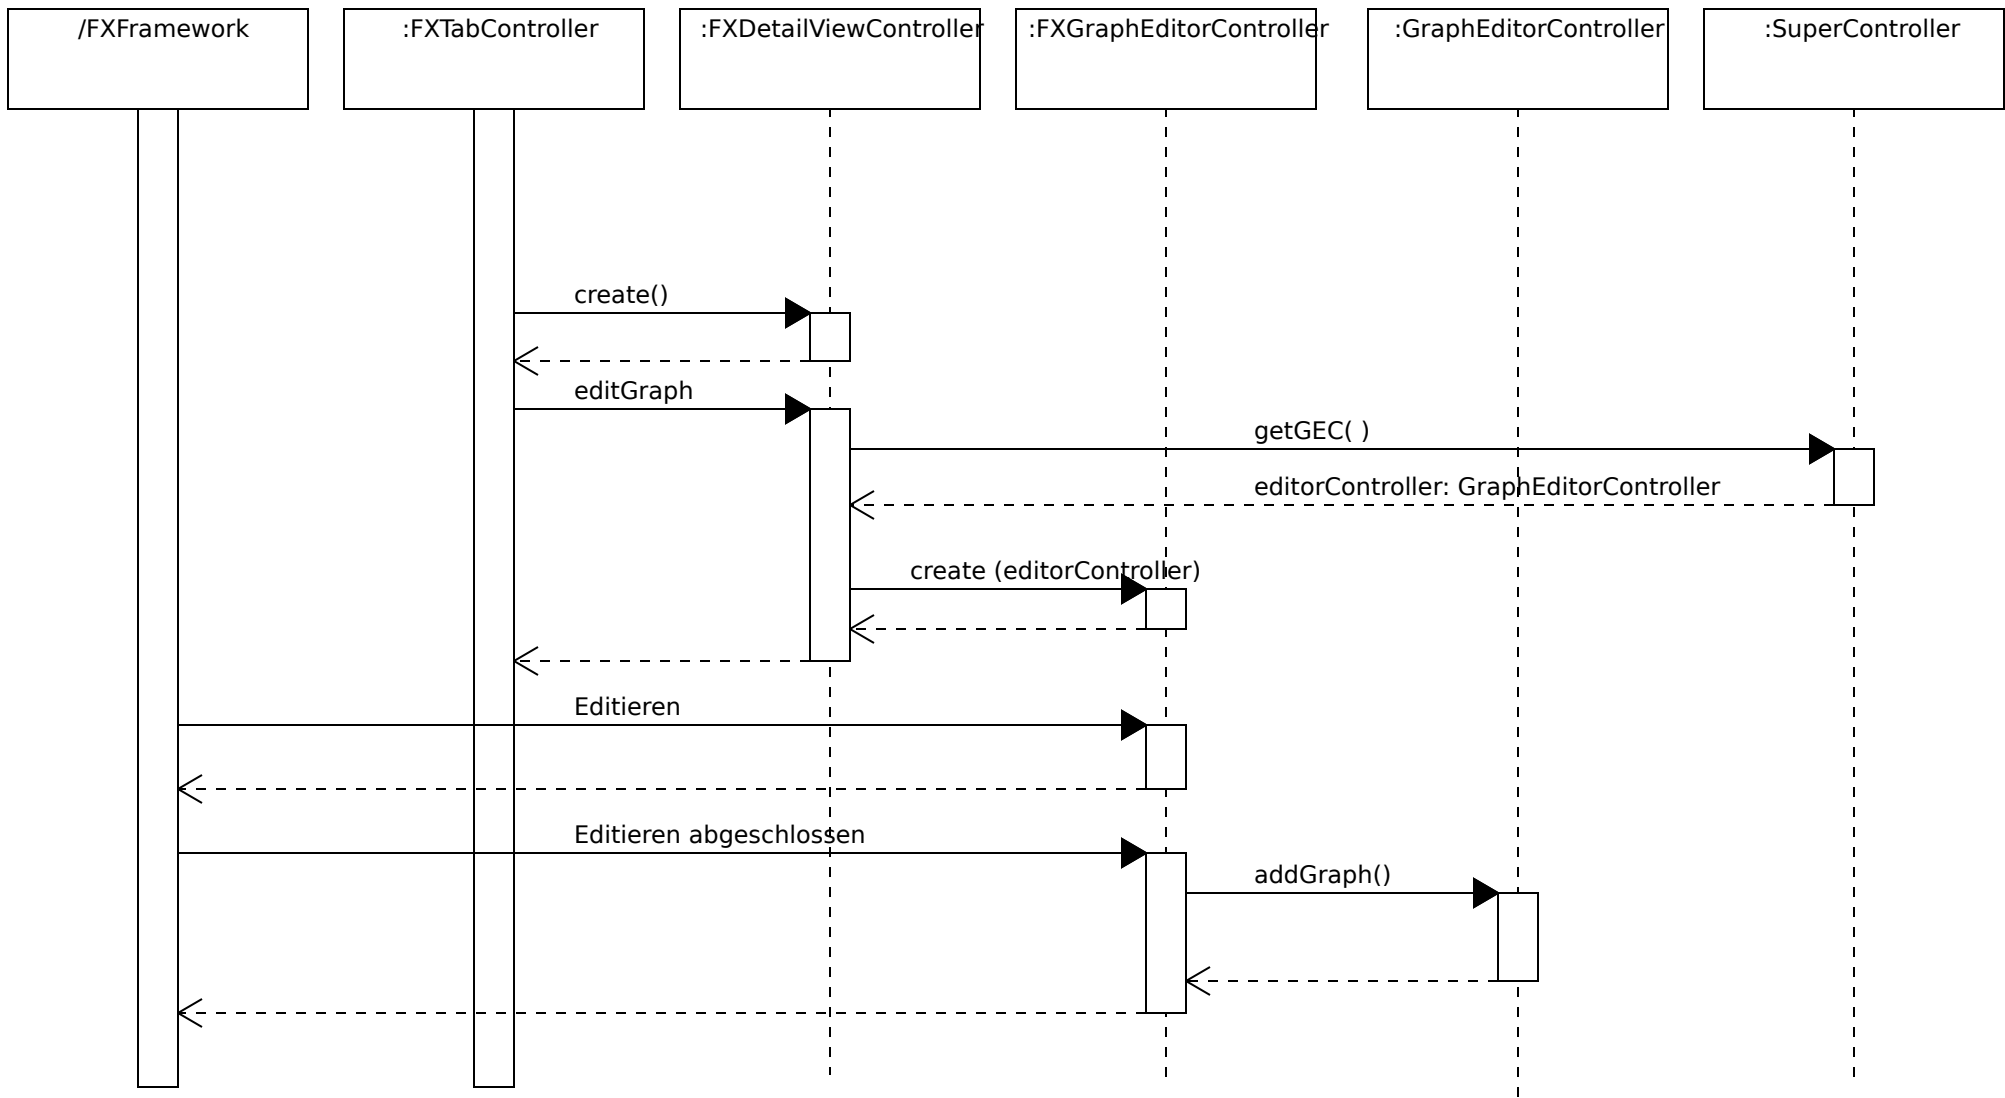 /FXFramework
:FXTabController
:FXDetailViewController
:FXGraphEditorController
:GraphEditorController
:SuperController
create()
editGraph
getGEC( )
editorController: GraphEditorController
create (editorController)
Editieren
Editieren abgeschlossen
addGraph()